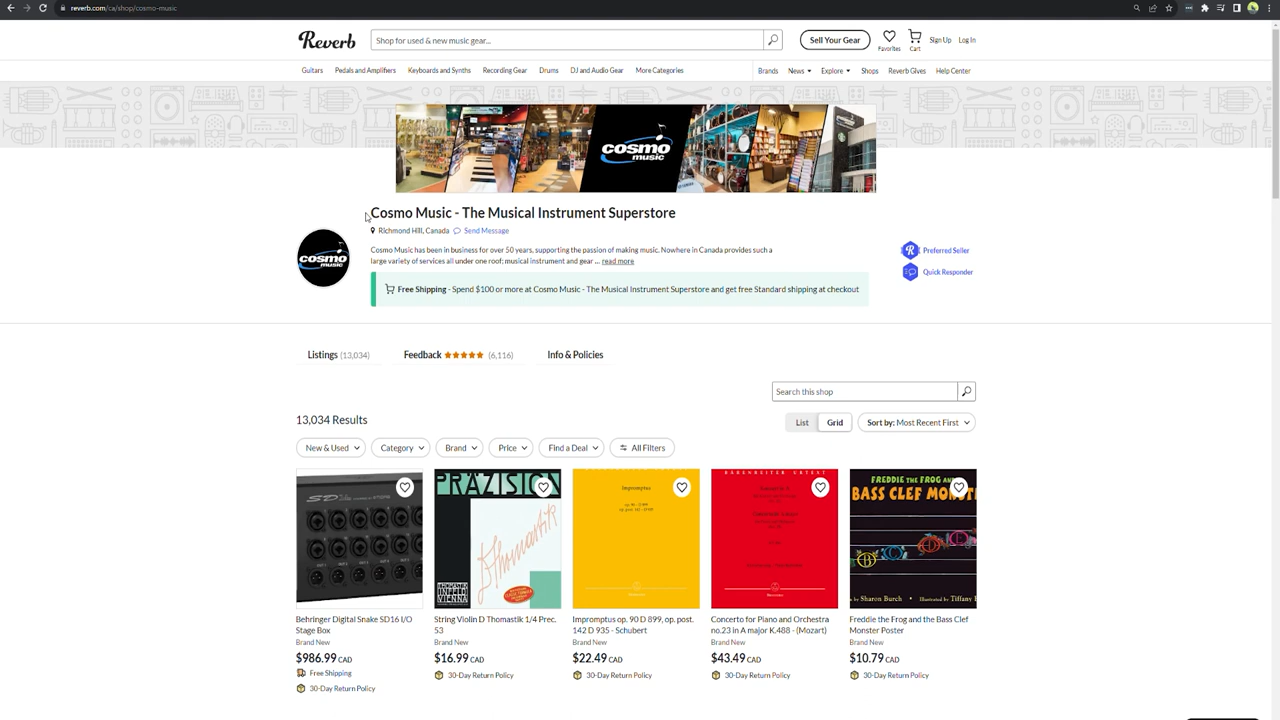 reverb.com/ca/shop/cosmo-music
Reverb
Shop for used & new music gear...
Sell Your Gear
Favorites
Cart
Sign Up
Log In
Guitars
Pedals and Amplifiers
Keyboards and Synths
Recording Gear
Drums
DJ and Audio Gear
More Categories
Brands
News
Explore
Shops
Reverb Gives
Help Center
cosmo
music
Cosmo Music - The Musical Instrument Superstore
Richmond Hill, Canada
Send Message
cosmo
music
Cosmo Music has been in business for over 50 years, supporting the passion of making music. Nowhere in Canada provides such a
large variety of services all under one roof; musical instrument and gear ... read more
Preferred Seller
Quick Responder
Free Shipping - Spend $100 or more at Cosmo Music - The Musical Instrument Superstore and get free Standard shipping at checkout
Listings (13,034)
Feedback (6,116)
Info & Policies
Search this shop
13,034 Results
List
Grid
Sort by: Most Recent First
New & Used
Category
Brand
Price
Find a Deal
All Filters
PRÄZISION
Thomastik
THOMASTIK
INFELD
VIENNA
Impromptus
BÄRENREITER URTEXT
FREDDIE THE FROG AND
BASS CLEF MONST
by Sharon Burch • Illustrated by Tiffany
Behringer Digital Snake SD16 I/O
Stage Box
Brand New
$986.99 CAD
Free Shipping
30-Day Return Policy
String Violin D Thomastik 1/4 Prec.
53
Brand New
$16.99 CAD
30-Day Return Policy
Impromptus op. 90 D 899, op. post.
142 D 935 - Schubert
Brand New
$22.49 CAD
30-Day Return Policy
Concerto for Piano and Orchestra
no.23 in A major K.488 - (Mozart)
Brand New
$43.49 CAD
30-Day Return Policy
Freddie the Frog and the Bass Clef
Monster Poster
Brand New
$10.79 CAD
30-Day Return Policy